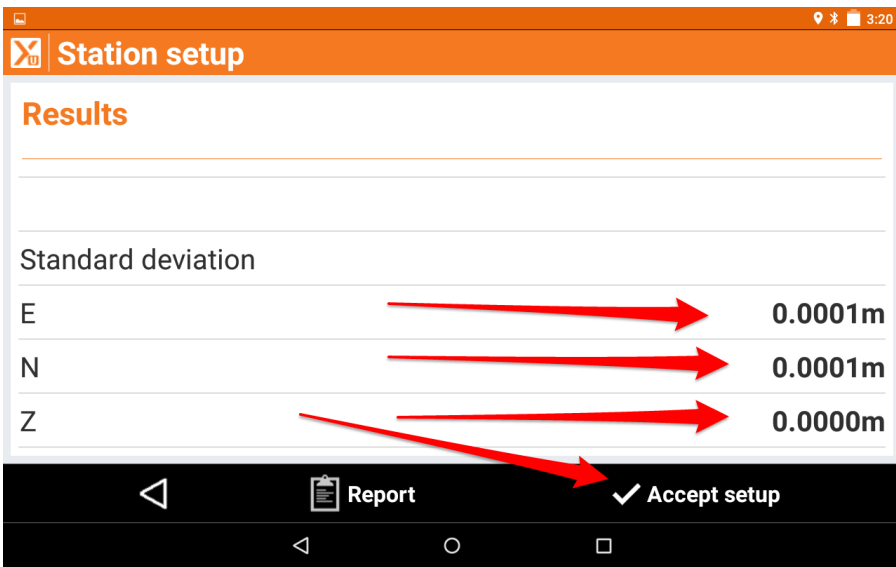 3:20
X U Station setup
Results
Standard deviation
E 0.0001m
N 0.0001m
Z 0.0000m
Report Accept setup